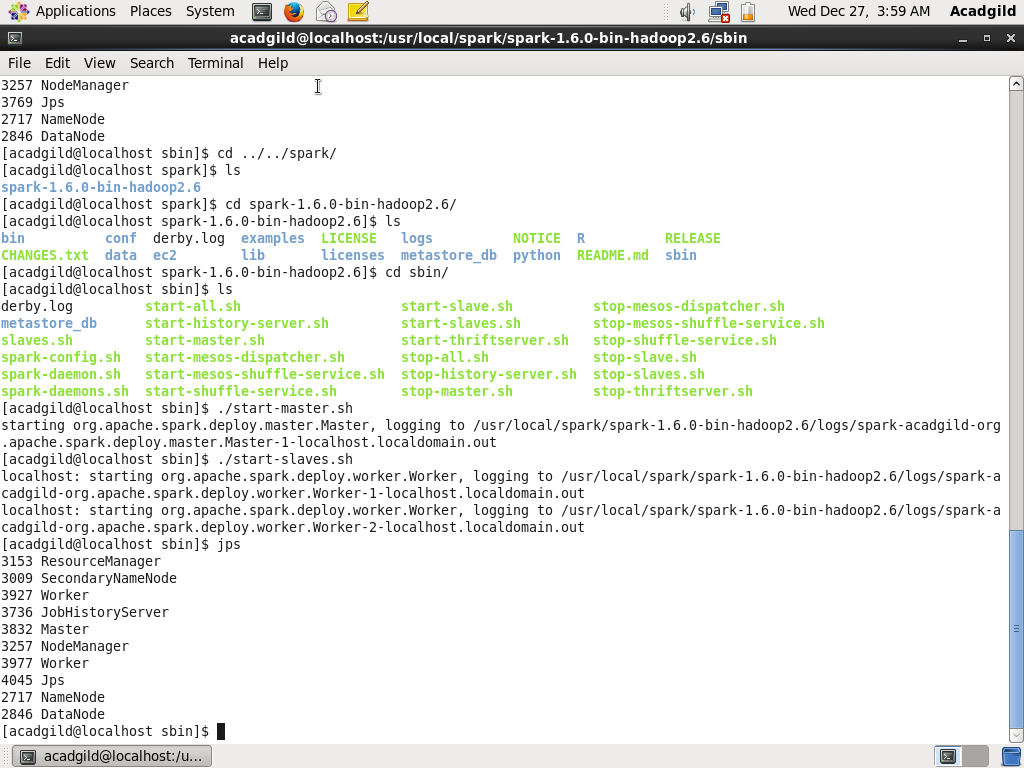 Applications Places System Wed Dec 27, 3:59 AM Acadgild
acadgild@localhost:/usr/local/spark/spark-1.6.0-bin-hadoop2.6/sbin
File Edit View Search Terminal Help
3257 NodeManager
3769 Jps
2717 NameNode
2846 DataNode
[acadgild@localhost sbin]$ cd ../../spark/
[acadgild@localhost spark]$ ls
spark-1.6.0-bin-hadoop2.6
[acadgild@localhost spark]$ cd spark-1.6.0-bin-hadoop2.6/
[acadgild@localhost spark-1.6.0-bin-hadoop2.6]$ ls
bin conf derby.log examples LICENSE logs NOTICE R RELEASE
CHANGES.txt data ec2 lib licenses metastore_db python README.md sbin
[acadgild@localhost spark-1.6.0-bin-hadoop2.6]$ cd sbin/
[acadgild@localhost sbin]$ ls
derby.log start-all.sh start-slave.sh stop-mesos-dispatcher.sh
metastore_db start-history-server.sh start-slaves.sh stop-mesos-shuffle-service.sh
slaves.sh start-master.sh start-thriftserver.sh stop-shuffle-service.sh
spark-config.sh start-mesos-dispatcher.sh stop-all.sh stop-slave.sh
spark-daemon.sh start-mesos-shuffle-service.sh stop-history-server.sh stop-slaves.sh
spark-daemons.sh start-shuffle-service.sh stop-master.sh stop-thriftserver.sh
[acadgild@localhost sbin]$ ./start-master.sh
starting org.apache.spark.deploy.master.Master, logging to /usr/local/spark/spark-1.6.0-bin-hadoop2.6/logs/spark-acadgild-org
.apache.spark.deploy.master.Master-1-localhost.localdomain.out
[acadgild@localhost sbin]$ ./start-slaves.sh
localhost: starting org.apache.spark.deploy.worker.Worker, logging to /usr/local/spark/spark-1.6.0-bin-hadoop2.6/logs/spark-a
cadgild-org.apache.spark.deploy.worker.Worker-1-localhost.localdomain.out
localhost: starting org.apache.spark.deploy.worker.Worker, logging to /usr/local/spark/spark-1.6.0-bin-hadoop2.6/logs/spark-a
cadgild-org.apache.spark.deploy.worker.Worker-2-localhost.localdomain.out
[acadgild@localhost sbin]$ jps
3153 ResourceManager
3009 SecondaryNameNode
3927 Worker
3736 JobHistoryServer
3832 Master
3257 NodeManager
3977 Worker
4045 Jps
2717 NameNode
2846 DataNode
[acadgild@localhost sbin]$
acadgild@localhost:/u...